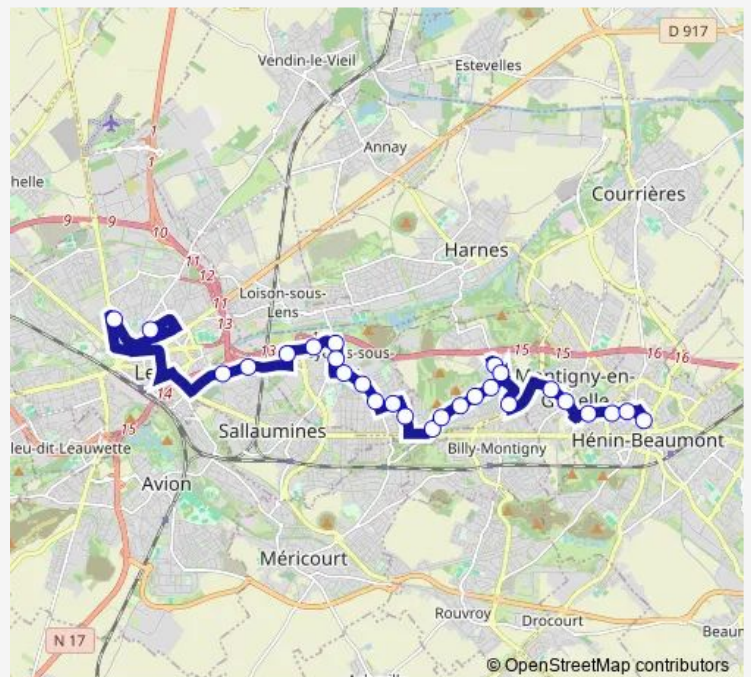 D 917
Vendin-le-Vieil
Estevelles
1
1
Annay
helle
Courrières
9
9
10
11
12
Harnes
11
13
Loison-sous-
Lens
13
15
15
16
16
s-sous-
Le
ontigny-en-
14
Sallaumines
Hénin-Beaumont
15
leu-dit-Leauwette
Billy-Montigny
Avion
Méricourt
Rouvroy
Drocourt
N 17
Beaur
© OpenStreetMap contributors